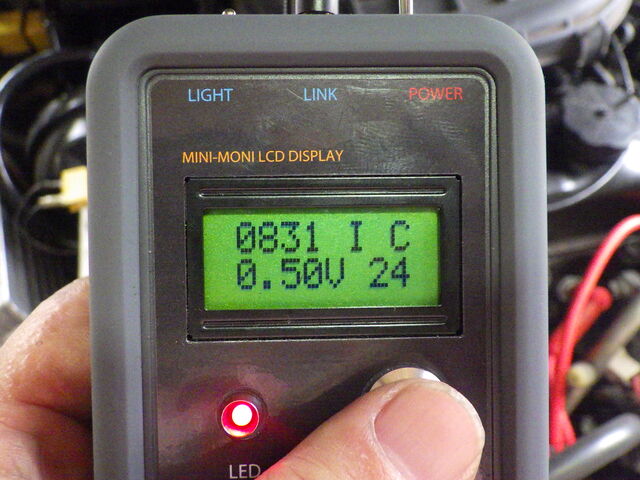 LIGHT LINK POWER
MINI-MONI LCD DISPLAY
0831 I C
0.50V 24
LED